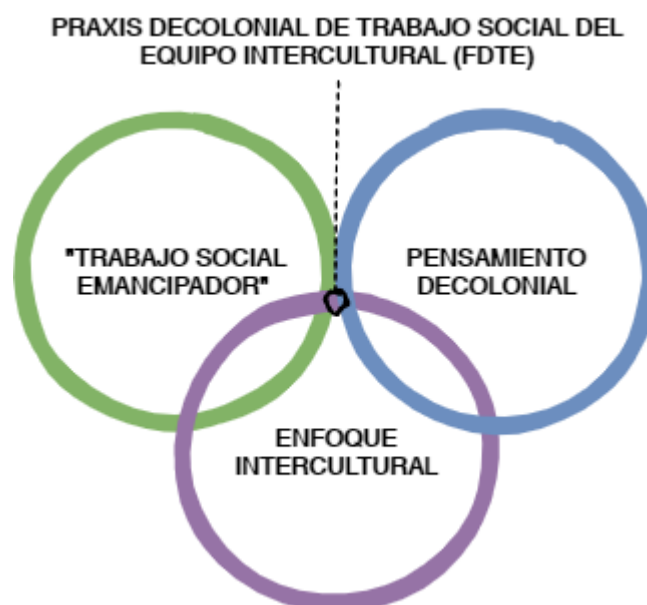 PRAXIS DECOLONIAL DE TRABAJO SOCIAL DEL
EQUIPO INTERCULTURAL (FDTE)
"TRABAJO SOCIAL
EMANCIPADOR"
PENSAMIENTO
DECOLONIAL
ENFOQUE
INTERCULTURAL